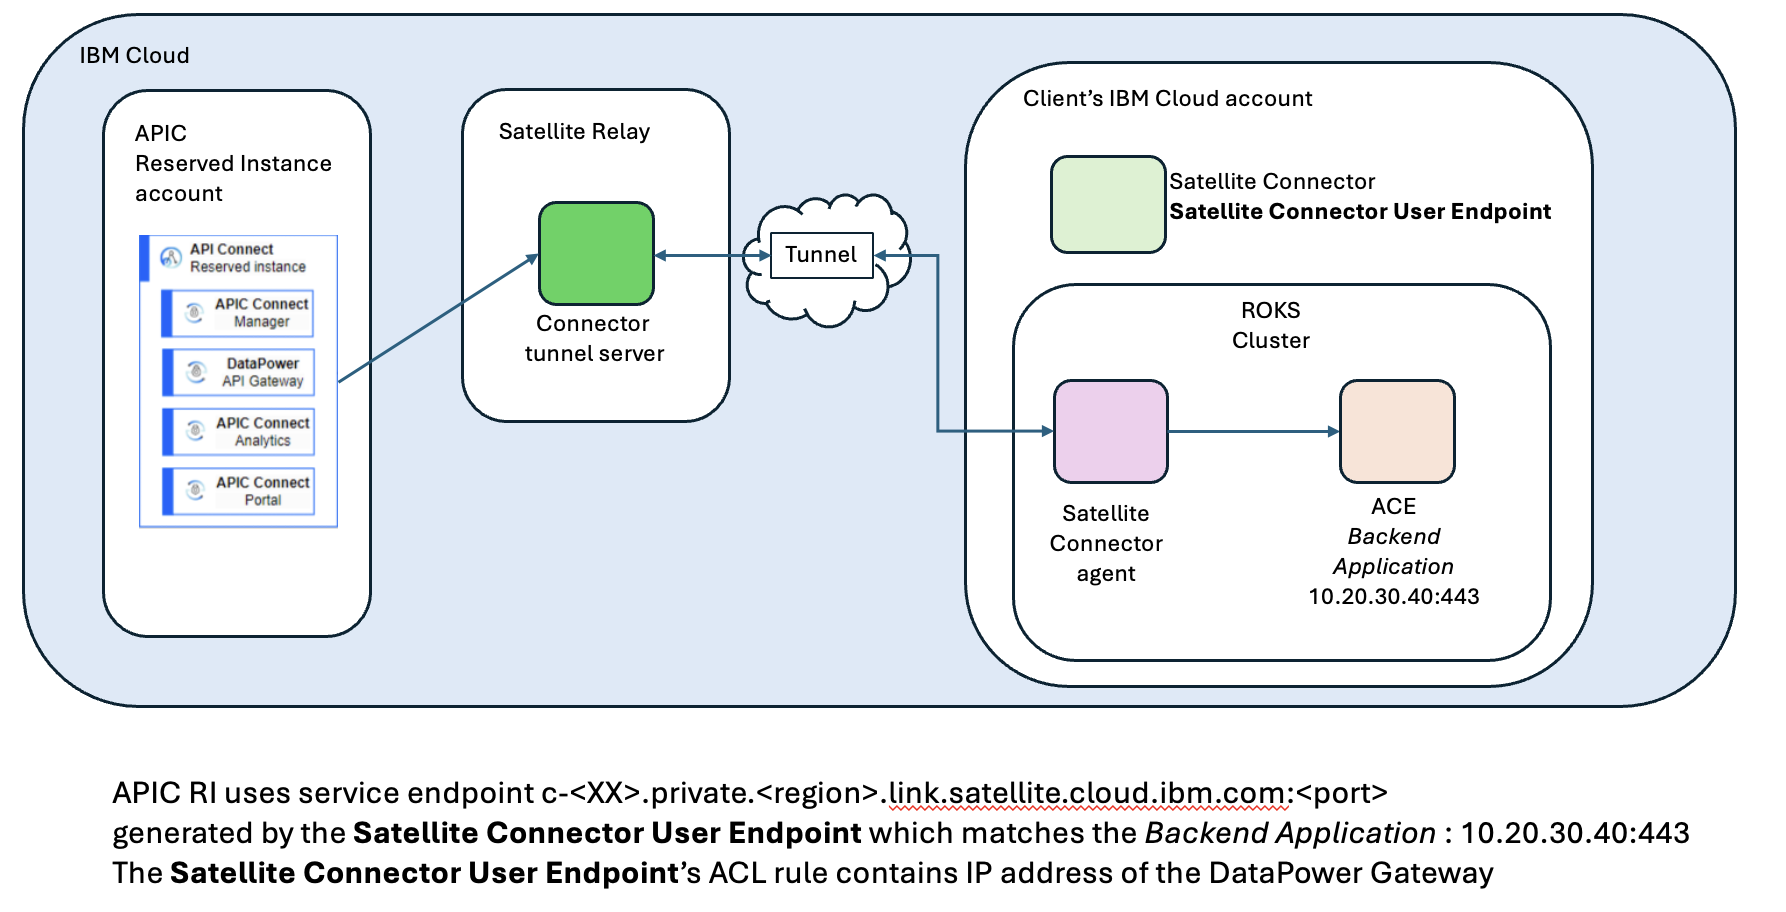 IBM Cloud
APIC
Reserved Instance
account
API Connect
Reserved instance
APIC Connect
Manager
DataPower
API Gateway
APIC Connect
Analytics
APIC Connect
Portal
Satellite Relay
Connector
tunnel server
Tunnel
Client’s IBM Cloud account
Satellite Connector
Satellite Connector User Endpoint
ROKS
Cluster
Satellite
Connector
agent
ACE
Backend
Application
10.20.30.40:443
APIC RI uses service endpoint c-<XX>.private.<region>.link.satellite.cloud.ibm.com:<port>
generated by the Satellite Connector User Endpoint which matches the Backend Application : 10.20.30.40:443
The Satellite Connector User Endpoint’s ACL rule contains IP address of the DataPower Gateway